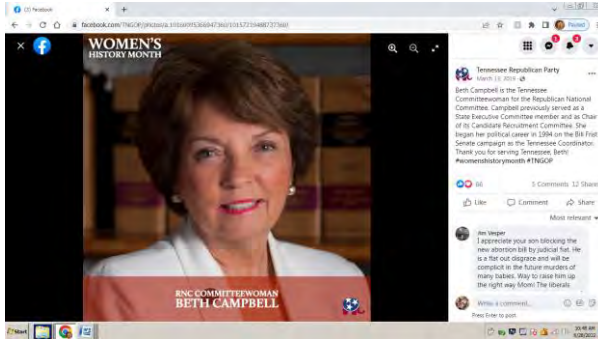 (2) Facebook
Paused
WOMEN'S
HISTORY MONTH
RNC COMMITTEEWOMAN
BETH CAMPBELL
Tennessee Republican Party
March 13, 2019
Beth Campbell is the Tennessee
Committeewoman for the Republican National
Committee. Campbell previously served as a
State Executive Committee member and as Chair
of its Candidate Recruitment Committee. She
began her political career in 1994 on the Bill Frist
Senate campaign as the Tennessee Coordinator.
Thank you for serving Tennessee, Beth!
#womenshistorymonth #TNGOP
66
5 Comments 12 Share
Like Comment Share
Most relevant
Vesper
I appreciate your son blocking the
new abortion bill by judicial fiat. He
is a flat out disgrace and will be
complicit in the future murders of
many babies. Way to raise him up
the right way Mom! The liberals
Write a comment...
Press Enter to post.
Start
10:48 AM